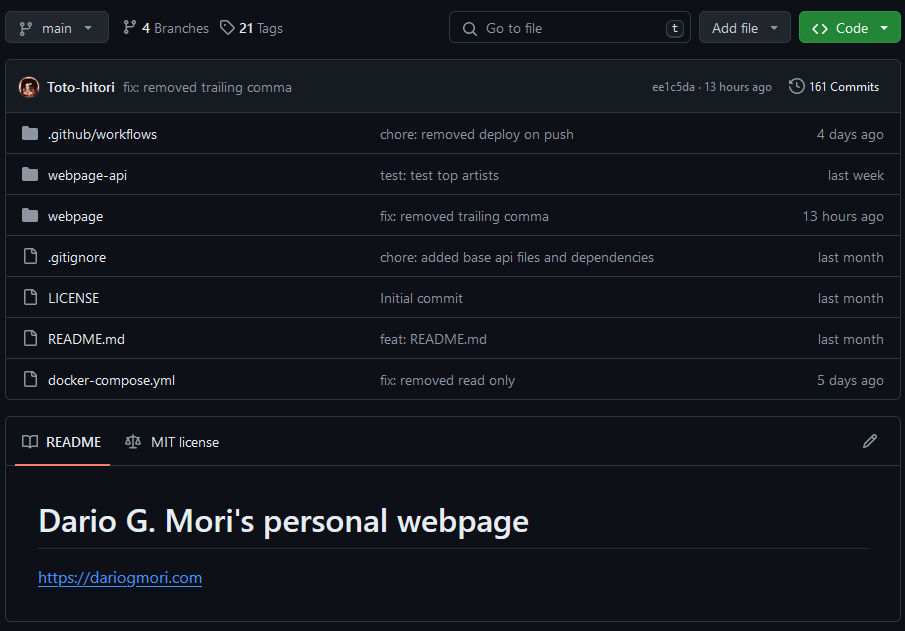 main 4 Branches 21 Tags Go to file t Add file Code
Toto-hitori fix: removed trailing comma ee1c5da · 13 hours ago 161 Commits
.github/workflows chore: removed deploy on push 4 days ago
webpage-api test: test top artists last week
webpage fix: removed trailing comma 13 hours ago
.gitignore chore: added base api files and dependencies last month
LICENSE Initial commit last month
README.md feat: README.md last month
docker-compose.yml fix: removed read only 5 days ago
README MIT license
Dario G. Mori's personal webpage
https://dariogmori.com